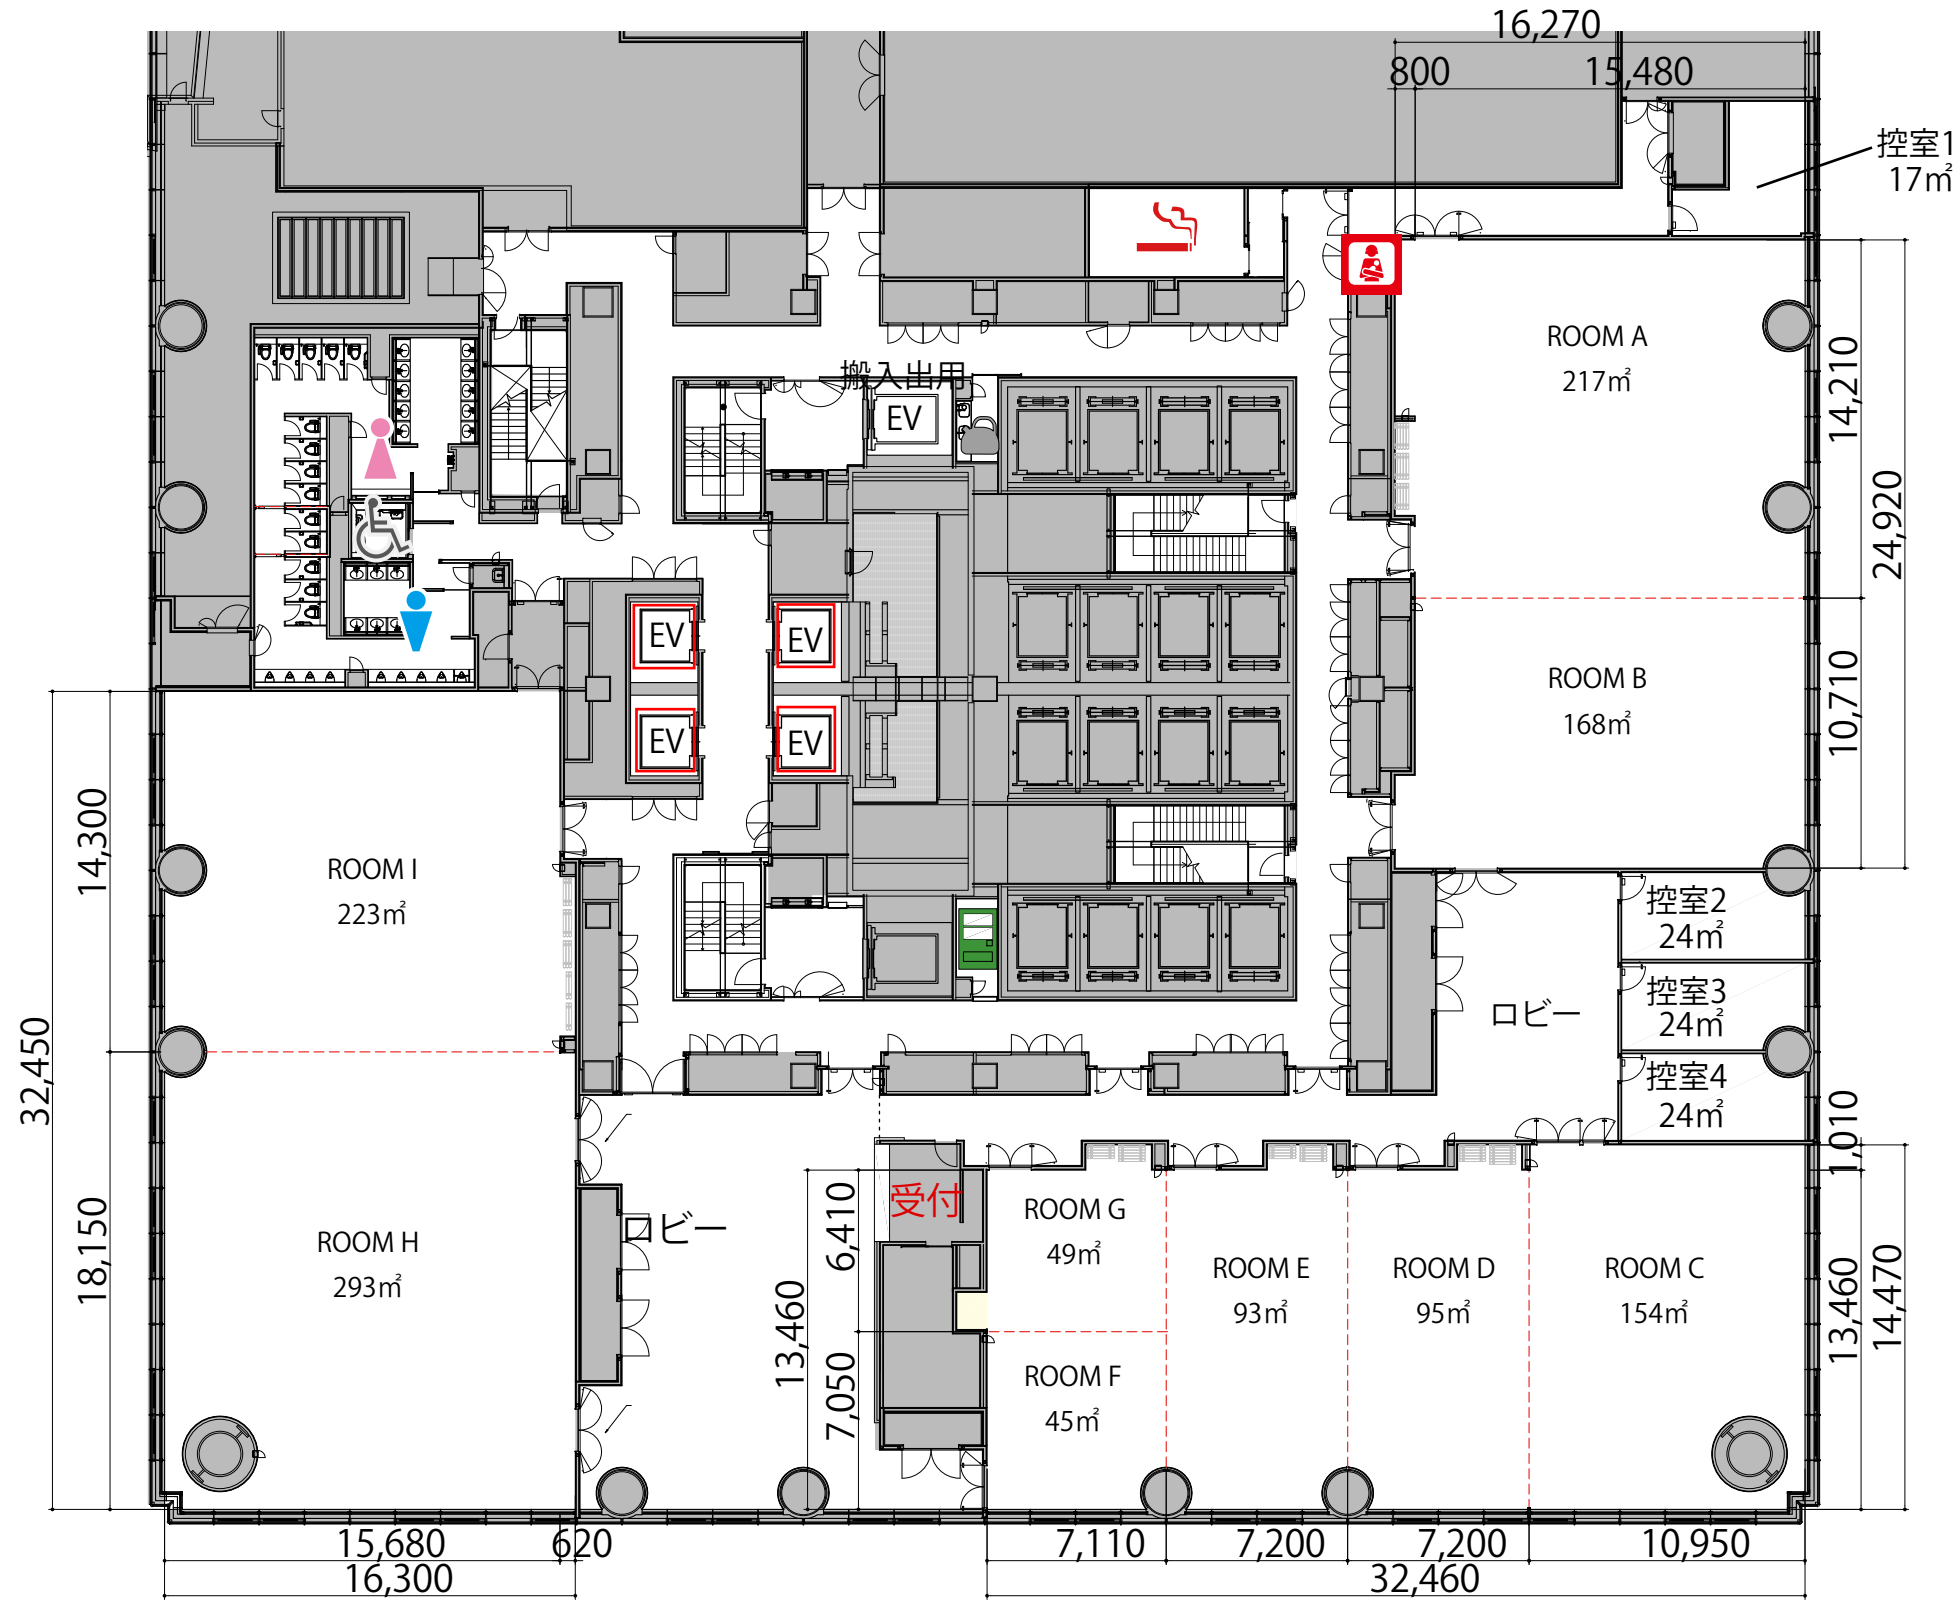 16,270
800
15,480
控室1
17㎡
ROOM A
217㎡
14,210
24,920
搬入出用
EV
EV
EV
EV
EV
ROOM B
168㎡
10,710
ROOM I
223㎡
14,300
32,450
控室2
24㎡
控室3
24㎡
控室4
24㎡
ロビー
1,010
ROOM H
293㎡
18,150
ロビー
受付
6,410
13,460
7,050
ROOM G
49㎡
ROOM F
45㎡
ROOM E
93㎡
ROOM D
95㎡
ROOM C
154㎡
13,460
14,470
15,680
620
16,300
7,110
7,200
7,200
10,950
32,460